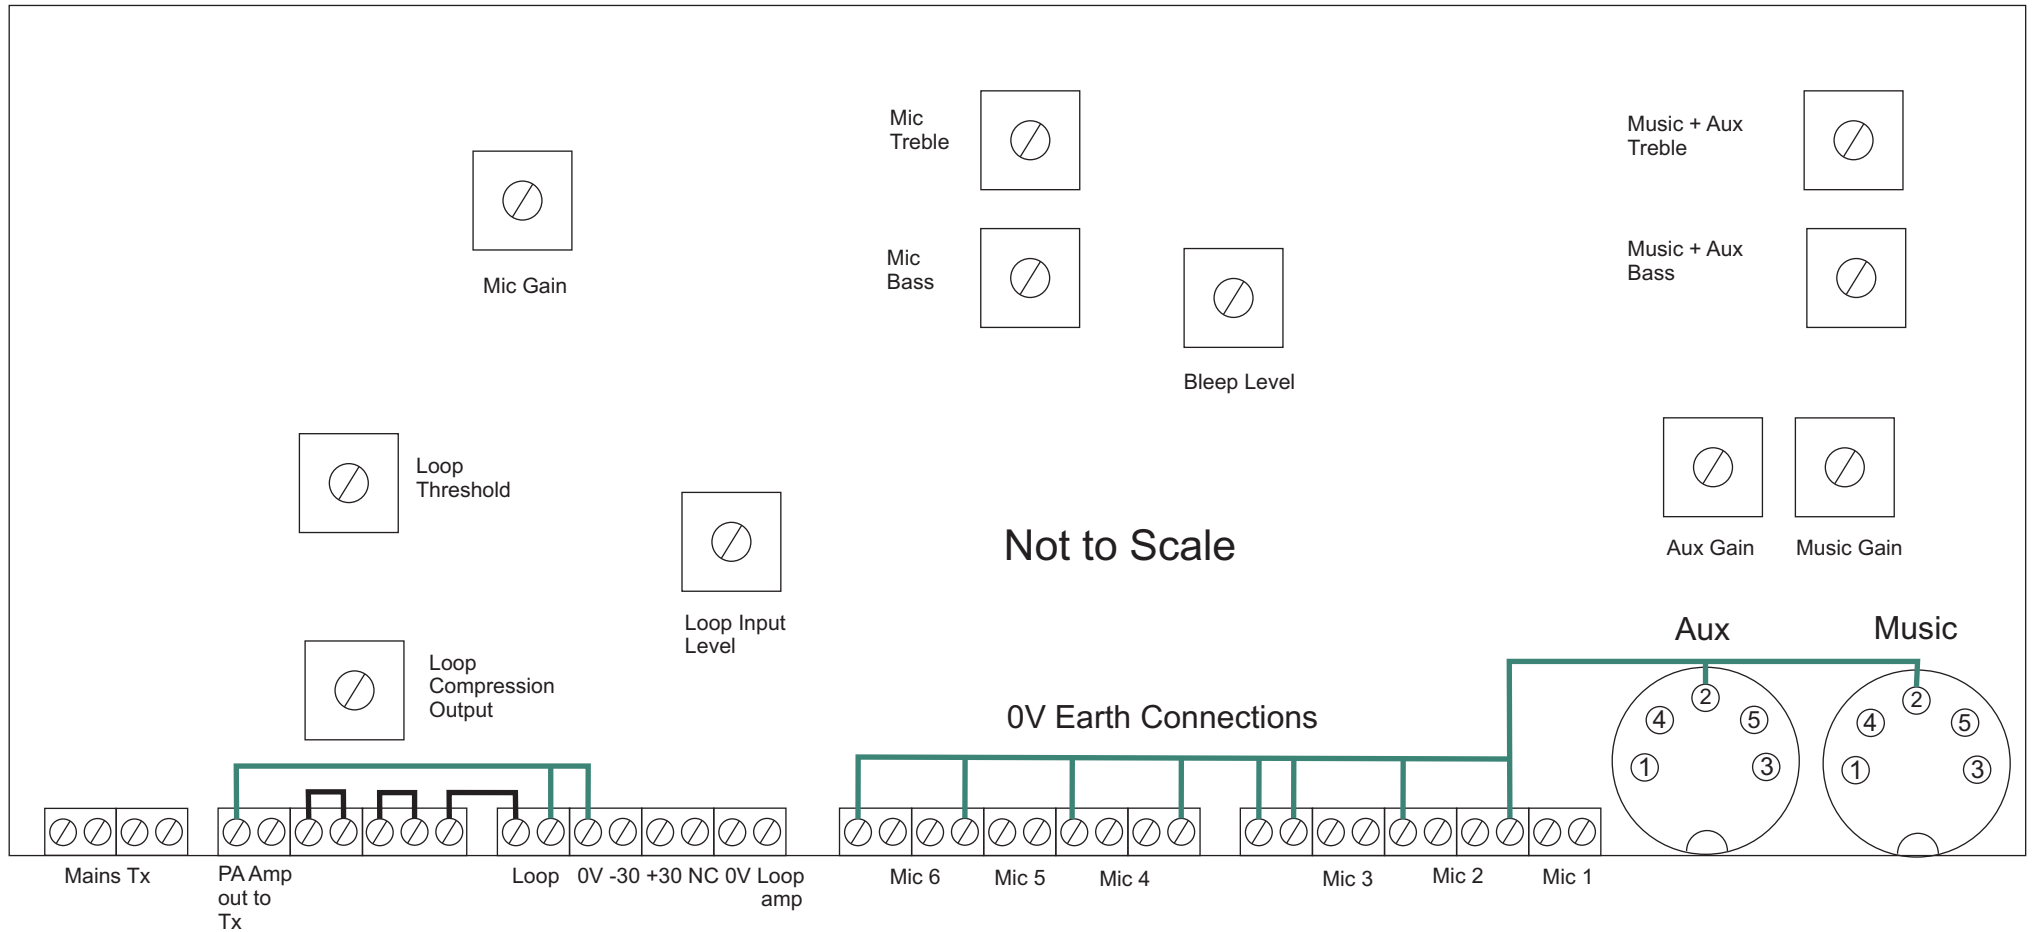 Mic
Treble
Music + Aux
Treble
Mic Gain
Mic
Bass
Music + Aux
Bass
Bleep Level
Loop
Threshold
Not to Scale
Aux Gain
Music Gain
Loop Input
Level
Loop
Compression
Output
Aux
Music
0V Earth Connections
2
4
5
1
3
2
4
5
1
3
Mains Tx
PA Amp
out to
Tx
Loop
0V -30 +30 NC 0V Loop
amp
Mic 6
Mic 5
Mic 4
Mic 3
Mic 2
Mic 1